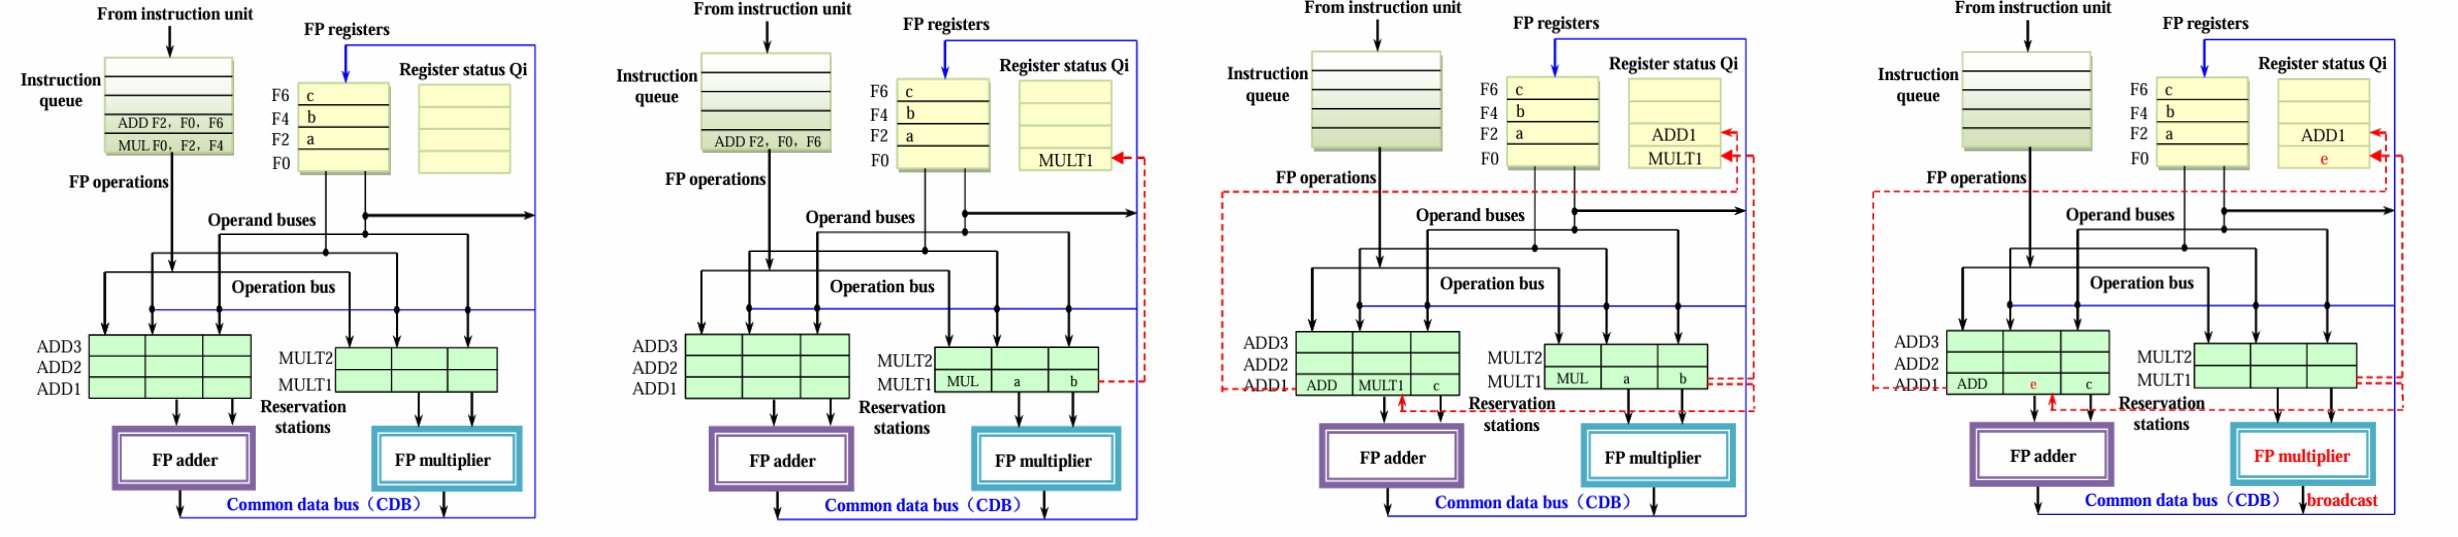 From instruction unit
FP registers
Instruction
queue
Register status Qi
ADD F2, F0, F6
MUL F0, F2, F4
F6 c
F4 b
F2 a
F0
FP operations
Operand buses
Operation bus
ADD3
ADD2
ADD1
MULT2
MULT1
Reservation
stations
FP adder
FP multiplier
Common data bus（CDB）
From instruction unit
FP registers
Instruction
queue
Register status Qi
ADD F2, F0, F6
F6 c
F4 b
F2 a
F0
MULT1
FP operations
Operand buses
Operation bus
ADD3
ADD2
ADD1
MULT2
MULT1 MUL a b
Reservation
stations
FP adder
FP multiplier
Common data bus（CDB）
From instruction unit
FP registers
Instruction
queue
Register status Qi
F6 c
F4 b
F2 a
F0
ADD1
MULT1
FP operations
Operand buses
Operation bus
ADD3
ADD2
ADD1 ADD MULT1 c
MULT2
MULT1 MUL a b
Reservation
stations
FP adder
FP multiplier
Common data bus（CDB）
From instruction unit
FP registers
Instruction
queue
Register status Qi
F6 c
F4 b
F2 a
F0
ADD1
e
FP operations
Operand buses
Operation bus
ADD3
ADD2
ADD1 ADD e c
MULT2
MULT1
Reservation
stations
FP adder
FP multiplier
Common data bus（CDB） broadcast